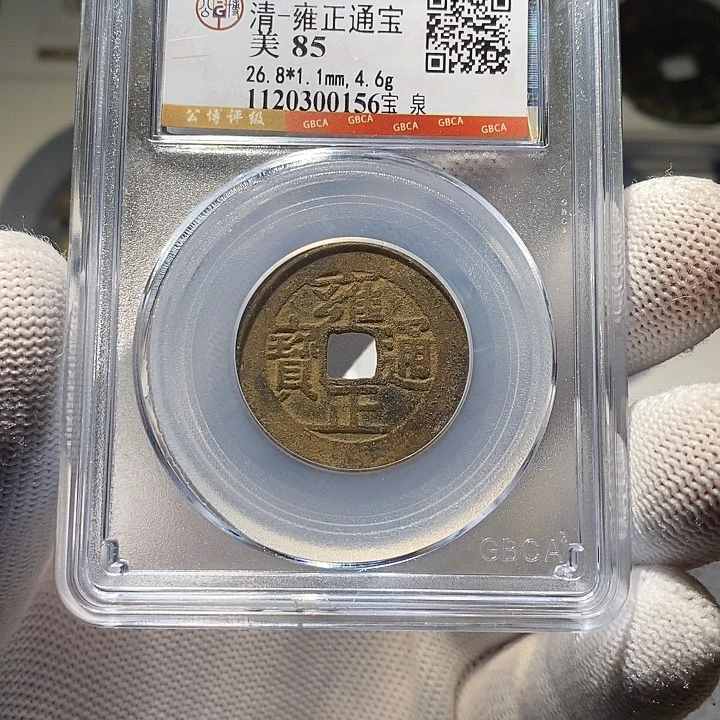 公博
清-雍正通宝
美 85
26.8*1.1mm, 4.6g
1120300156宝 泉
公博评级 GBCA GBCA GBCA GBCA GBCA
雍正通寶
GBCA